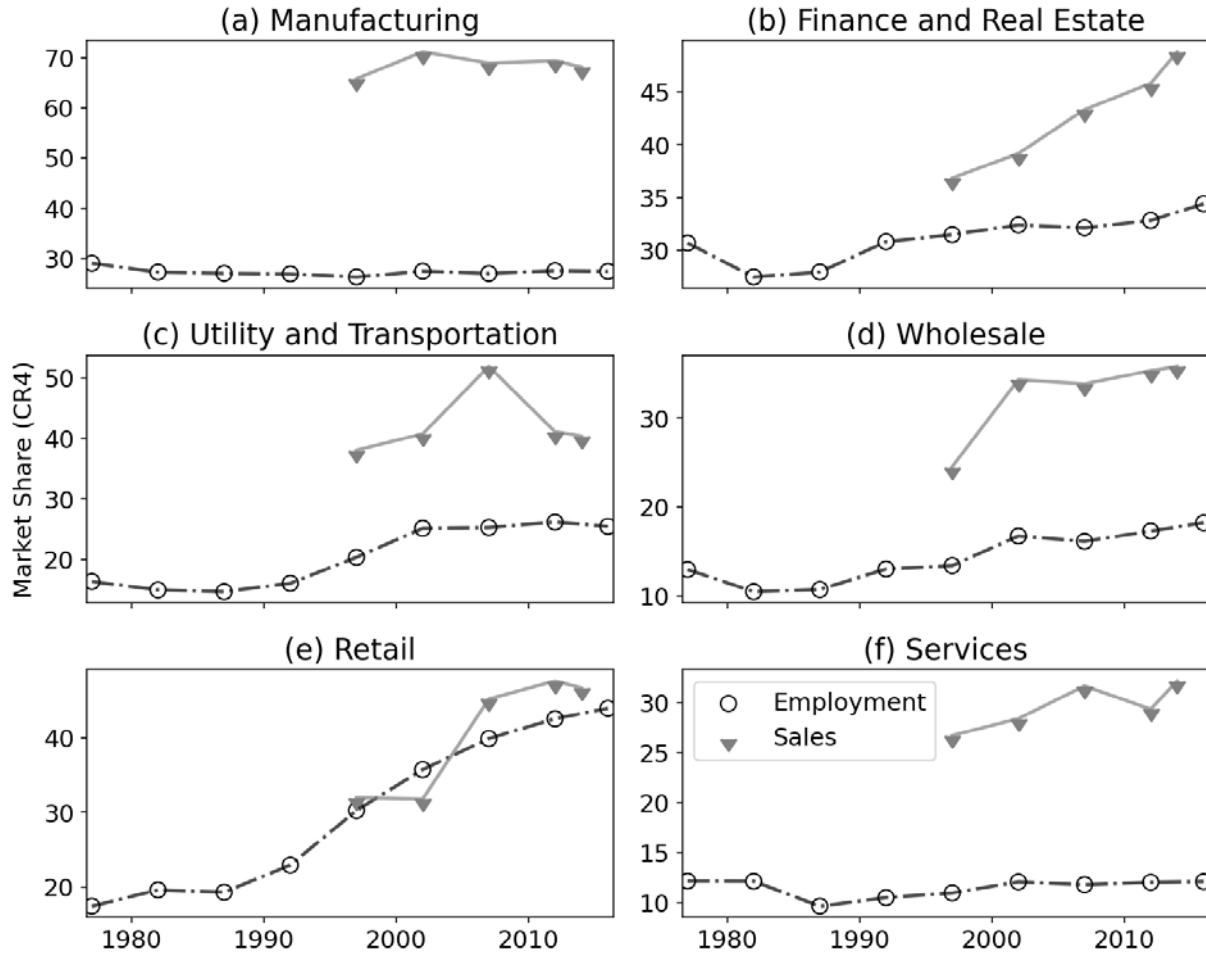 (a) Manufacturing
70
60
50
40
30
(b) Finance and Real Estate
45
40
35
30
Market Share (CR4)
(c) Utility and Transportation
50
40
30
20
(d) Wholesale
30
20
10
(e) Retail
40
30
20
1980 1990 2000 2010
(f) Services
30
25
20
15
10
Employment
Sales
1980 1990 2000 2010